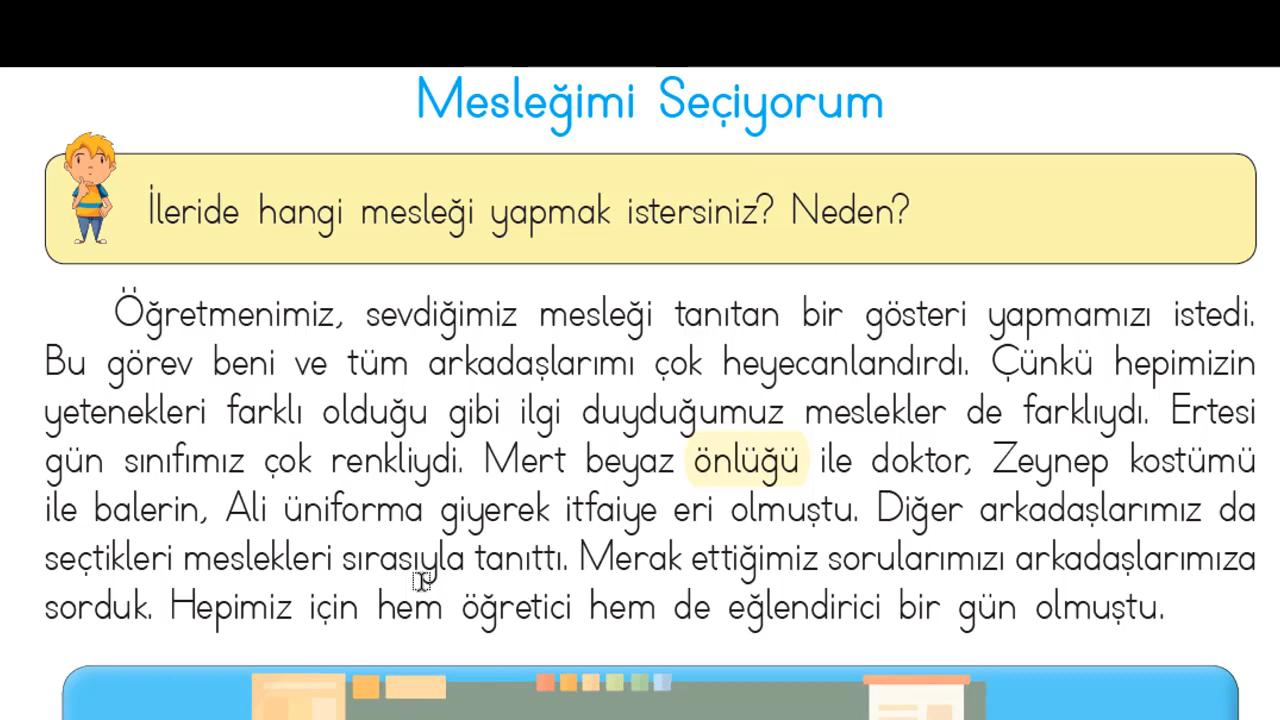 Mesleğimi Seçiyorum
İleride hangi mesleği yapmak istersiniz? Neden?
Öğretmenimiz, sevdiğimiz mesleği tanıtan bir gösteri yapmamızı istedi.
Bu görev beni ve tüm arkadaşlarımı çok heyecanlandırdı. Çünkü hepimizin
yetenekleri farklı olduğu gibi ilgi duyduğumuz meslekler de farklıydı. Ertesi
gün sınıfımız çok renkliydi. Mert beyaz önlüğü ile doktor, Zeynep kostümü
ile balerin, Ali üniforma giyerek itfaiye eri olmuştu. Diğer arkadaşlarımız da
seçtikleri meslekleri sırasıyla tanıttı. Merak ettiğimiz sorularımızı arkadaşlarımıza
sorduk. Hepimiz için hem öğretici hem de eğlendirici bir gün olmuştu.